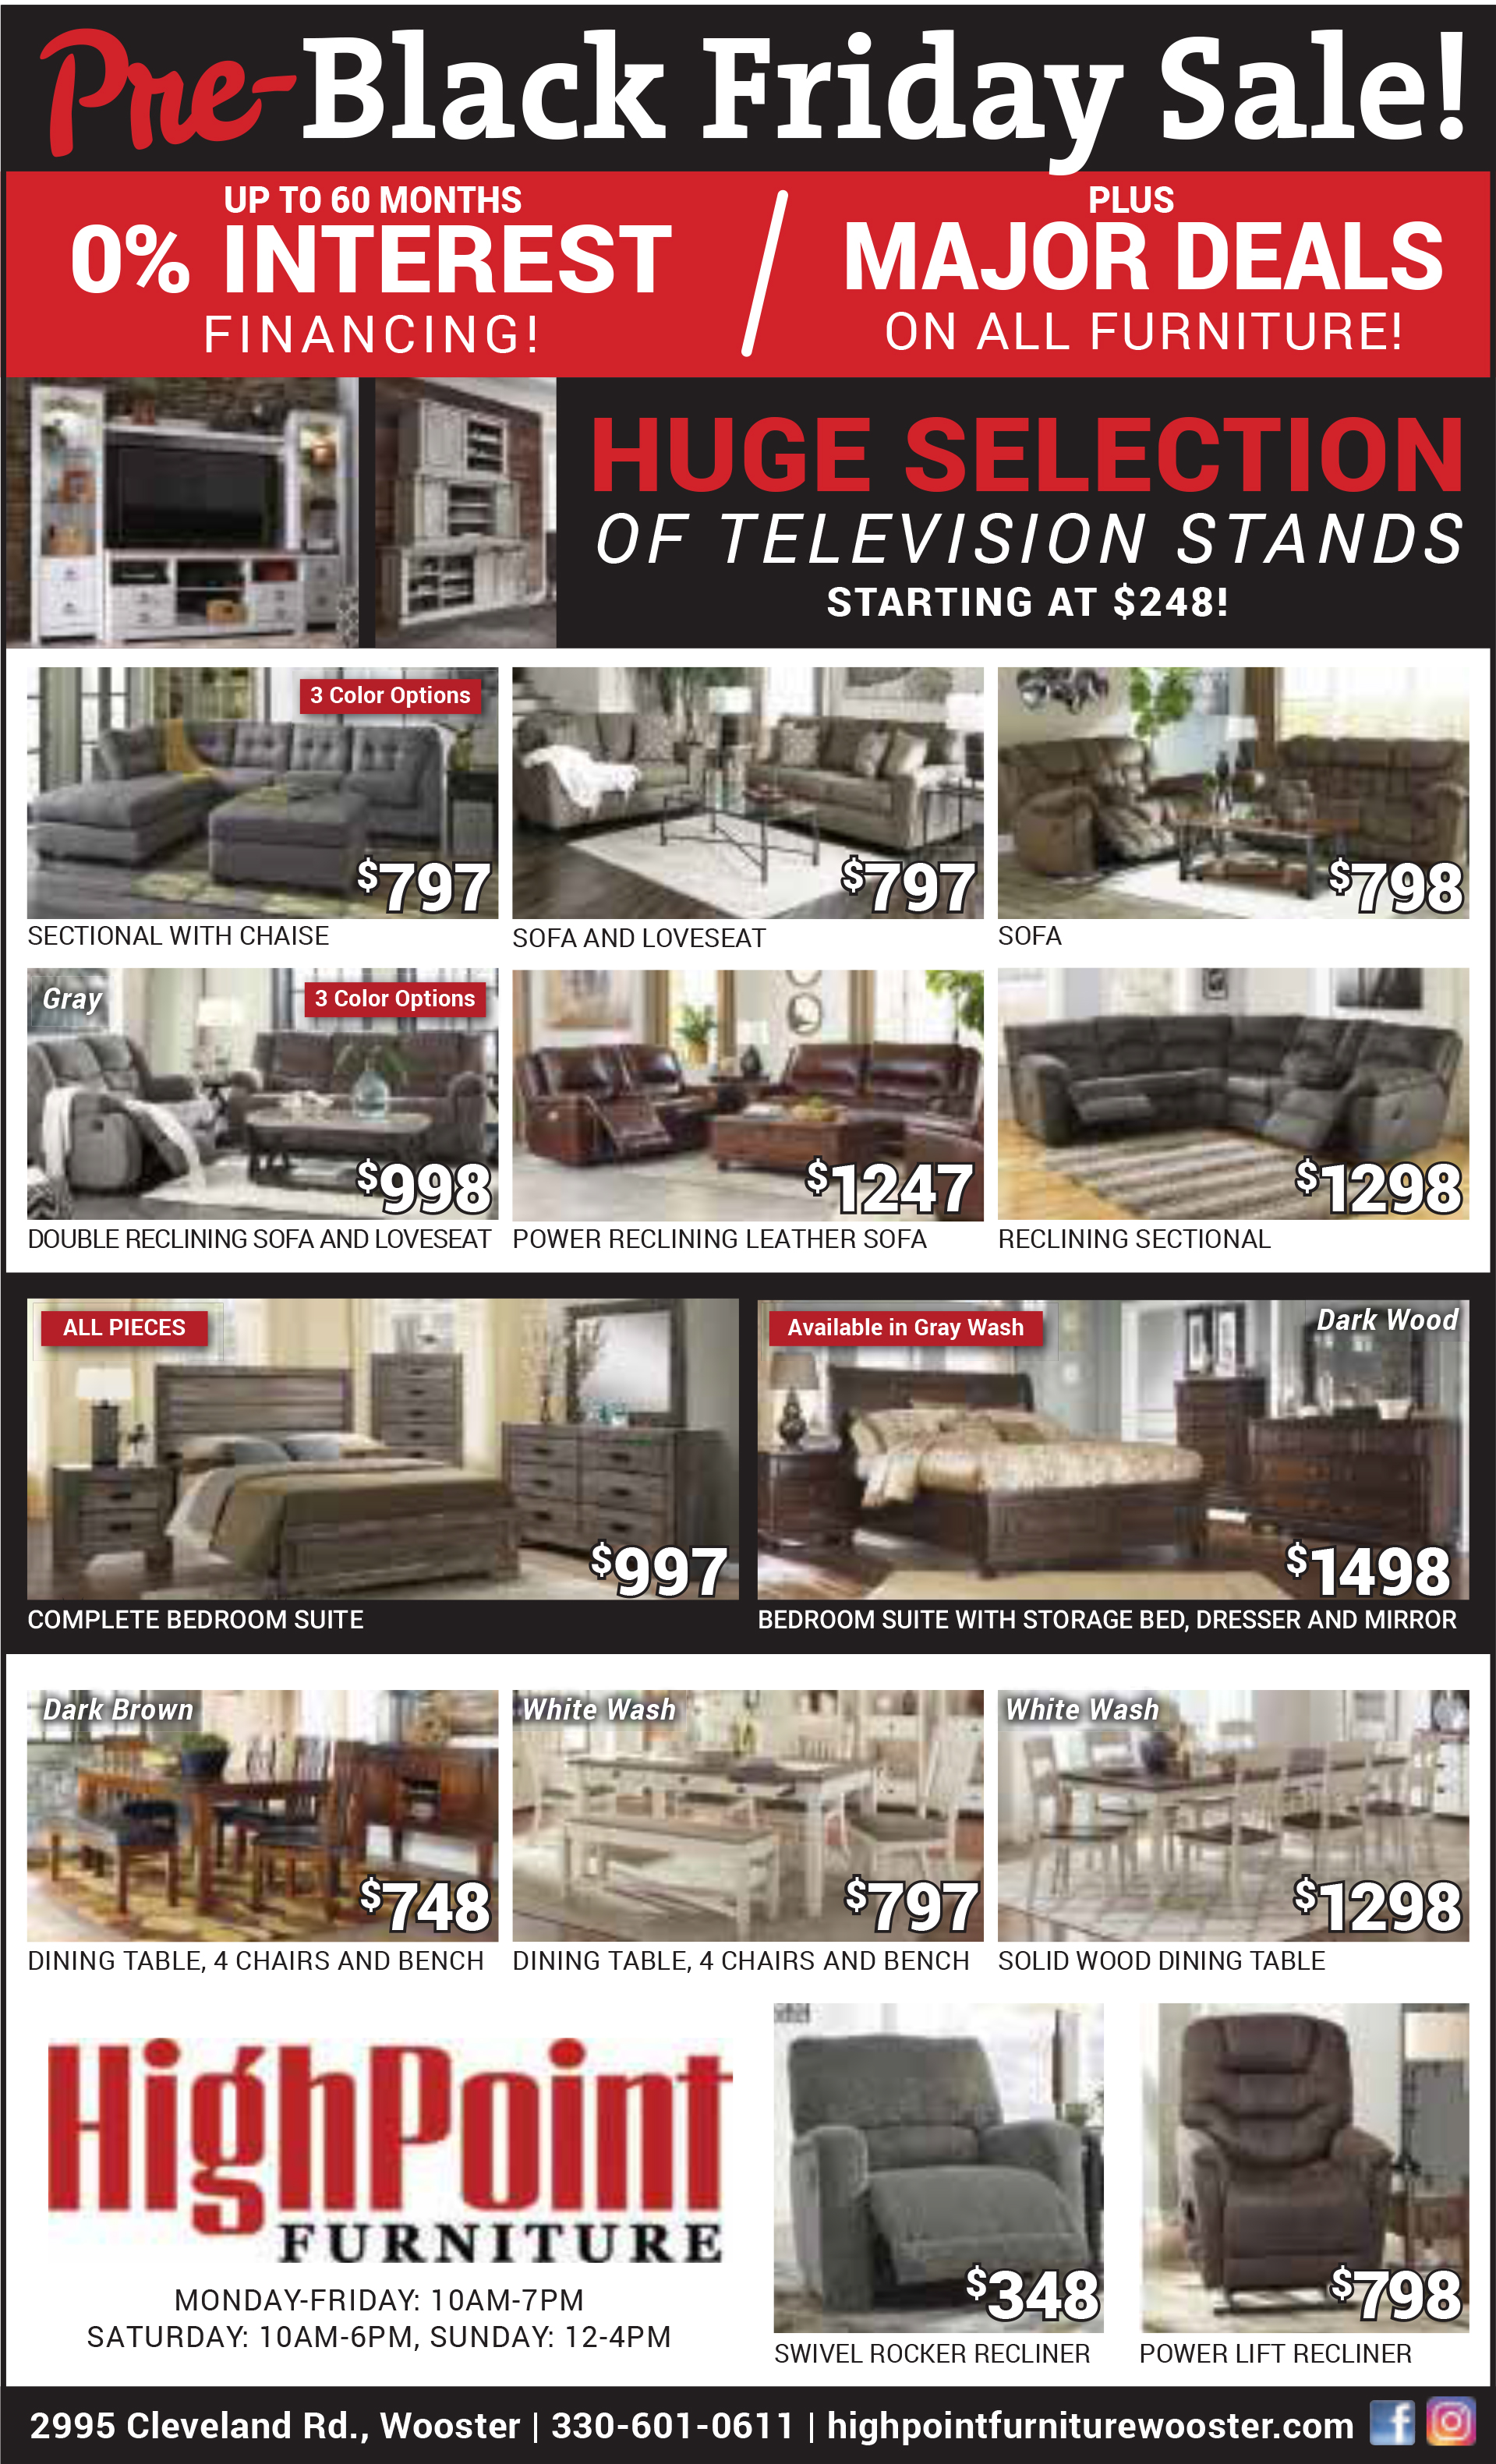 Pre-Black Friday Sale!
UP TO 60 MONTHS
0% INTEREST
FINANCING!
PLUS
MAJOR DEALS
ON ALL FURNITURE!
HUGE SELECTION
OF TELEVISION STANDS
STARTING AT $248!
3 Color Options
$797
SECTIONAL WITH CHAISE
$797
SOFA AND LOVESEAT
$798
SOFA
Gray
3 Color Options
$998
DOUBLE RECLINING SOFA AND LOVESEAT
$1247
POWER RECLINING LEATHER SOFA
$1298
RECLINING SECTIONAL
ALL PIECES
$997
COMPLETE BEDROOM SUITE
Available in Gray Wash
Dark Wood
$1498
BEDROOM SUITE WITH STORAGE BED, DRESSER AND MIRROR
Dark Brown
$748
DINING TABLE, 4 CHAIRS AND BENCH
White Wash
$797
DINING TABLE, 4 CHAIRS AND BENCH
White Wash
$1298
SOLID WOOD DINING TABLE
HighPoint
FURNITURE
MONDAY-FRIDAY: 10AM-7PM
SATURDAY: 10AM-6PM, SUNDAY: 12-4PM
$348
SWIVEL ROCKER RECLINER
$798
POWER LIFT RECLINER
2995 Cleveland Rd., Wooster | 330-601-0611 | highpointfurniturewooster.com